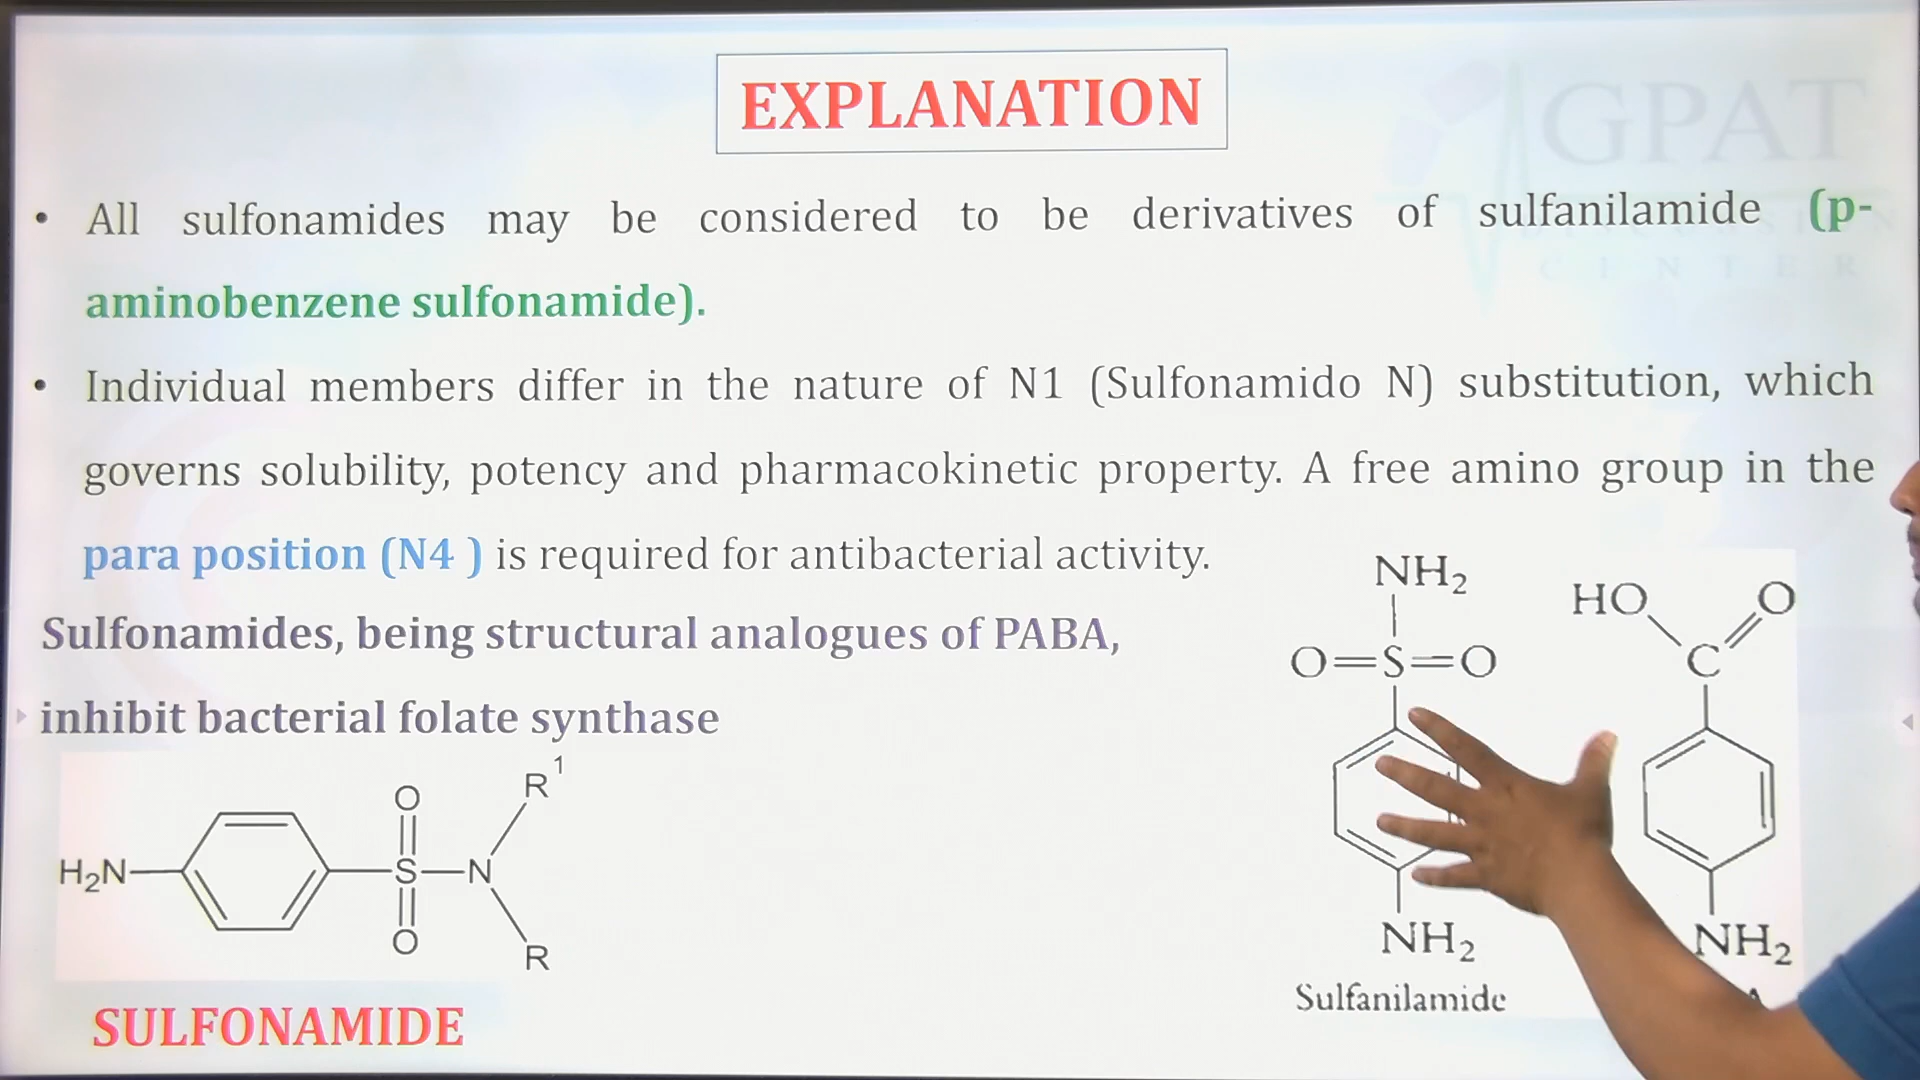 EXPLANATION
GPAT
CENTER
• All sulfonamides may be considered to be derivatives of sulfanilamide (p-
aminobenzene sulfonamide).
• Individual members differ in the nature of N1 (Sulfonamido N) substitution, which
governs solubility, potency and pharmacokinetic property. A free amino group in the
para position (N4 ) is required for antibacterial activity.
Sulfonamides, being structural analogues of PABA,
inhibit bacterial folate synthase
NH2
O=S=O
NH2
Sulfanilamide
HO O
C
NH2
A
R1
O
H2N S N
O
R
SULFONAMIDE